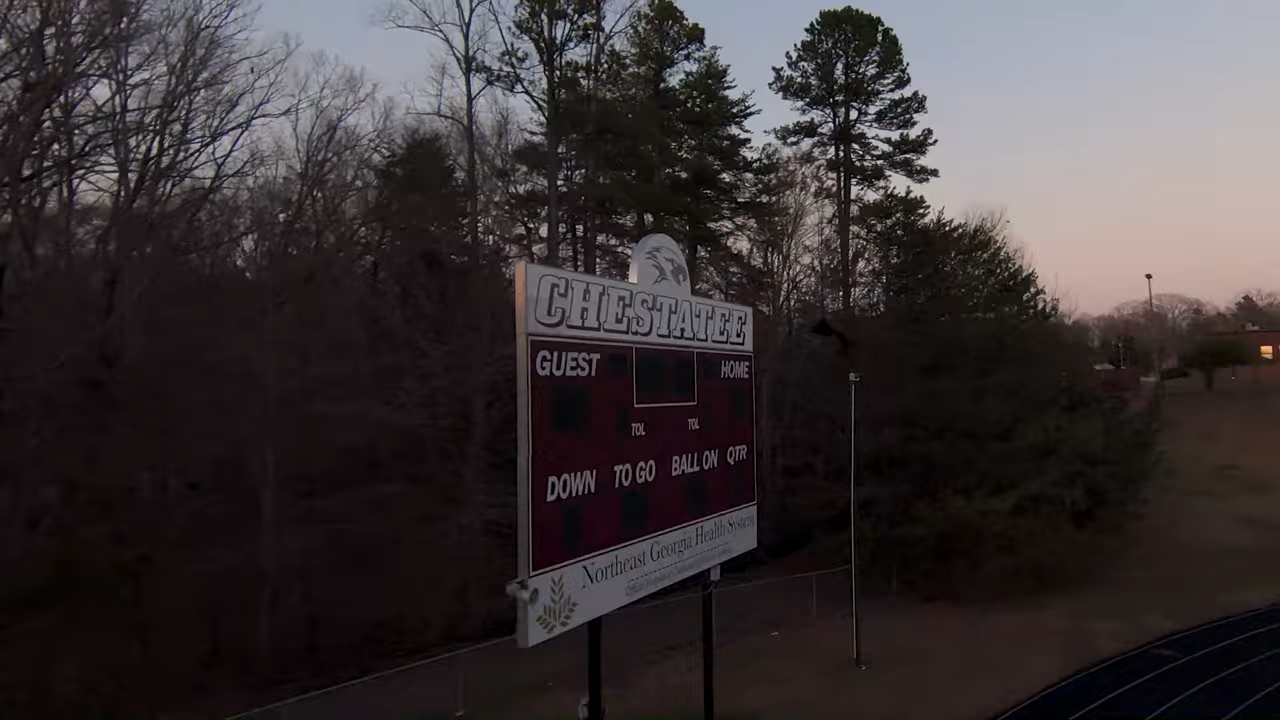 CHESTATEE
GUEST HOME
TOL TOL
DOWN TO GO BALL ON QTR
Northeast Georgia Health System